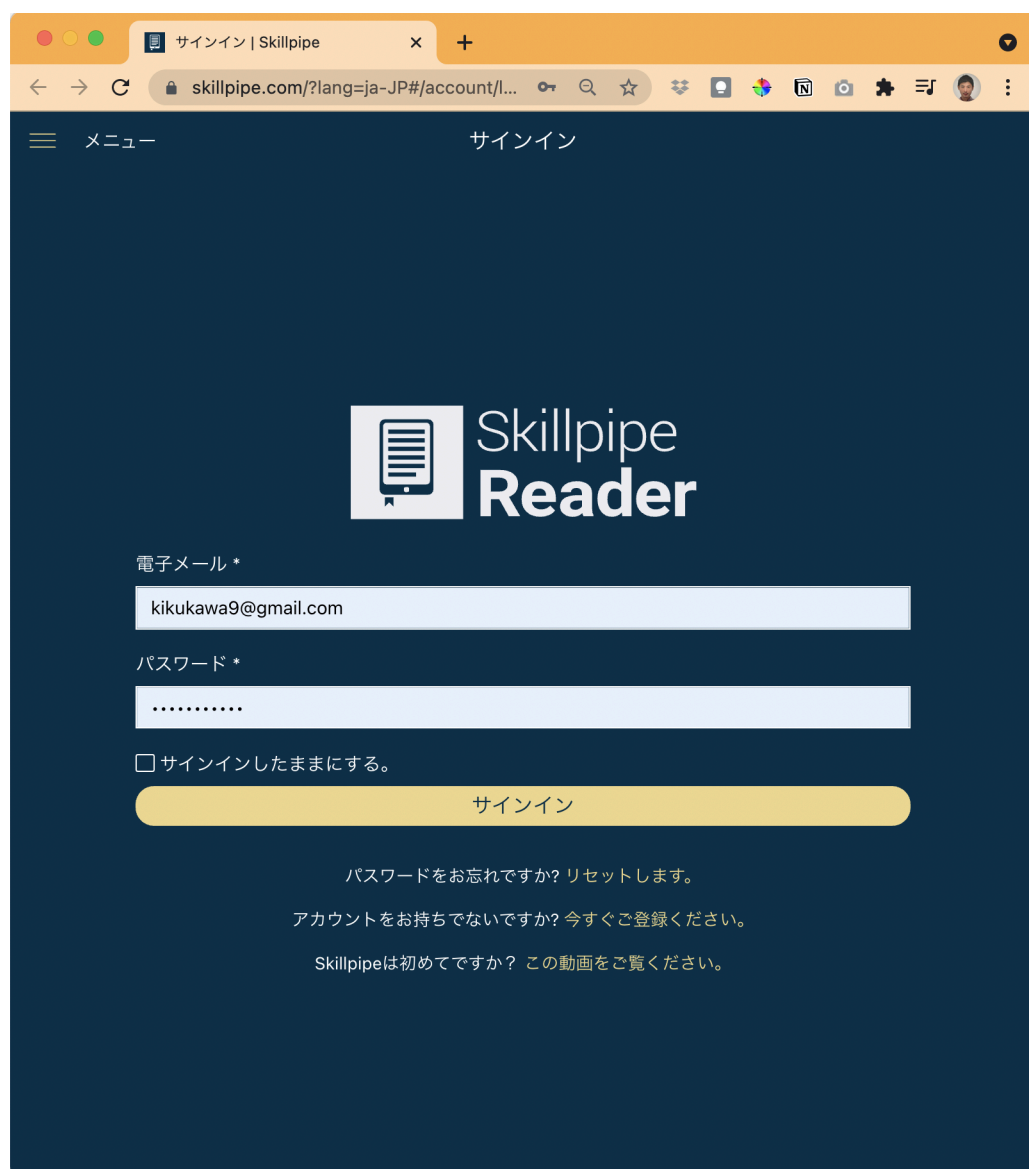 サインイン | Skillpipe
skillpipe.com/?lang=ja-JP#/account/l...
メニュー
サインイン
Skillpipe
Reader
電子メール *
kikukawa9@gmail.com
パスワード *
...........
サインインしたままにする。
サインイン
パスワードをお忘れですか? リセットします。
アカウントをお持ちでないですか? 今すぐご登録ください。
Skillpipeは初めてですか？ この動画をご覧ください。